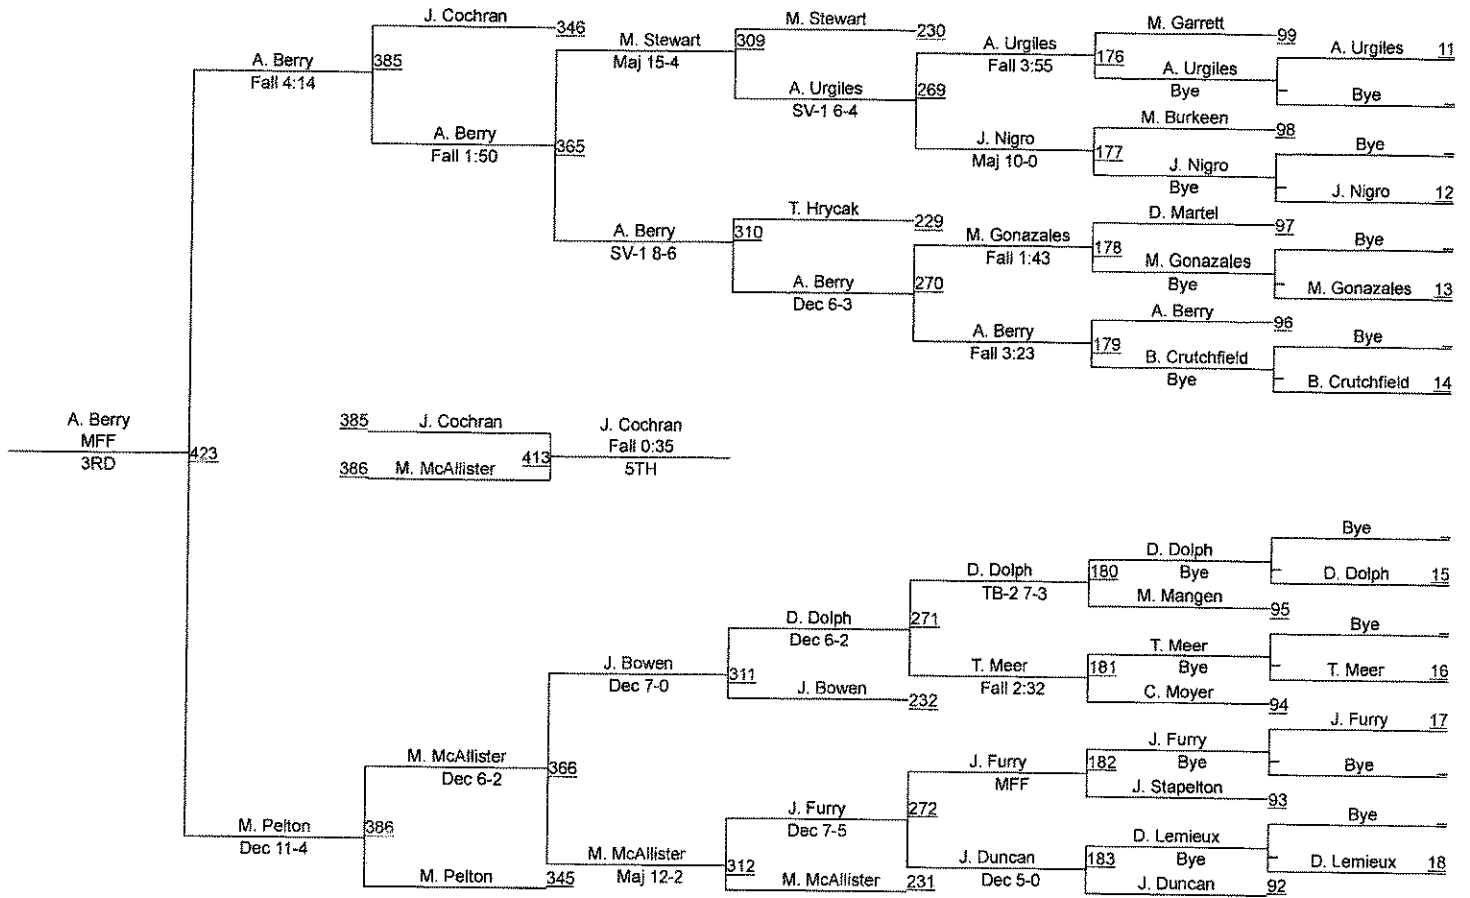 J. Cochran
346
A. Berry
Fall 4:14
385
A. Berry
Fall 1:50
365
M. Stewart
Maj 15-4
309
M. Stewart
230
A. Urgiles
SV-1 6-4
269
A. Urgiles
Fall 3:55
176
M. Garrett
99
A. Urgiles
Bye
A. Urgiles 11
Bye
J. Nigro
Maj 10-0
177
M. Burkeen
98
J. Nigro
Bye
Bye
J. Nigro 12
A. Berry
SV-1 8-6
310
T. Hrycak
229
A. Berry
Dec 6-3
270
M. Gonazales
Fall 1:43
178
D. Martel
97
M. Gonazales
Bye
Bye
M. Gonazales 13
A. Berry
Fall 3:23
179
A. Berry
96
B. Crutchfield
Bye
Bye
B. Crutchfield 14
A. Berry
MFF
3RD
423
385 J. Cochran
386 M. McAllister
413
J. Cochran
Fall 0:35
5TH
D. Dolph
TB-2 7-3
180
D. Dolph
Bye
Bye
D. Dolph 15
M. Mangen
95
D. Dolph
Dec 6-2
271
T. Meer
Fall 2:32
181
T. Meer
Bye
Bye
T. Meer 16
C. Moyer
94
J. Bowen
Dec 7-0
311
J. Bowen
232
M. McAllister
Dec 6-2
366
J. Furry
MFF
182
J. Furry
Bye
J. Furry 17
Bye
J. Stapelton
93
J. Furry
Dec 7-5
272
J. Duncan
Dec 5-0
183
D. Lemieux
Bye
Bye
D. Lemieux 18
J. Duncan
92
M. Pelton
Dec 11-4
386
M. McAllister
Maj 12-2
312
M. McAllister
231
M. Pelton
345